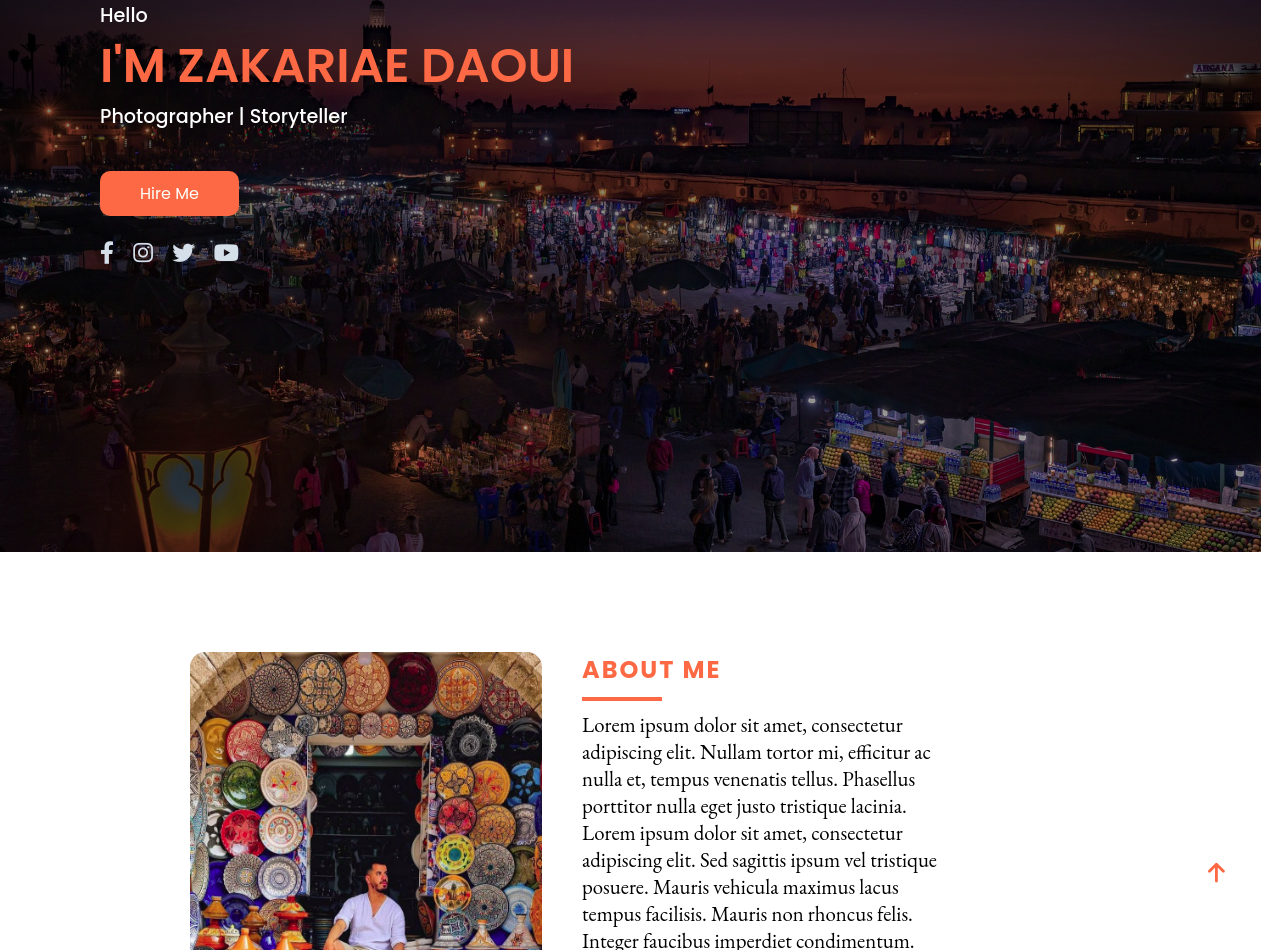 Hello
I'M ZAKARIAE DAOUI
Photographer | Storyteller
Hire Me
ARGANA
ABOUT ME
Lorem ipsum dolor sit amet, consectetur
adipiscing elit. Nullam tortor mi, efficitur ac
nulla et, tempus venenatis tellus. Phasellus
porttitor nulla eget justo tristique lacinia.
Lorem ipsum dolor sit amet, consectetur
adipiscing elit. Sed sagittis ipsum vel tristique
posuere. Mauris vehicula maximus lacus
tempus facilisis. Mauris non rhoncus felis.
Integer faucibus imperdiet condimentum.